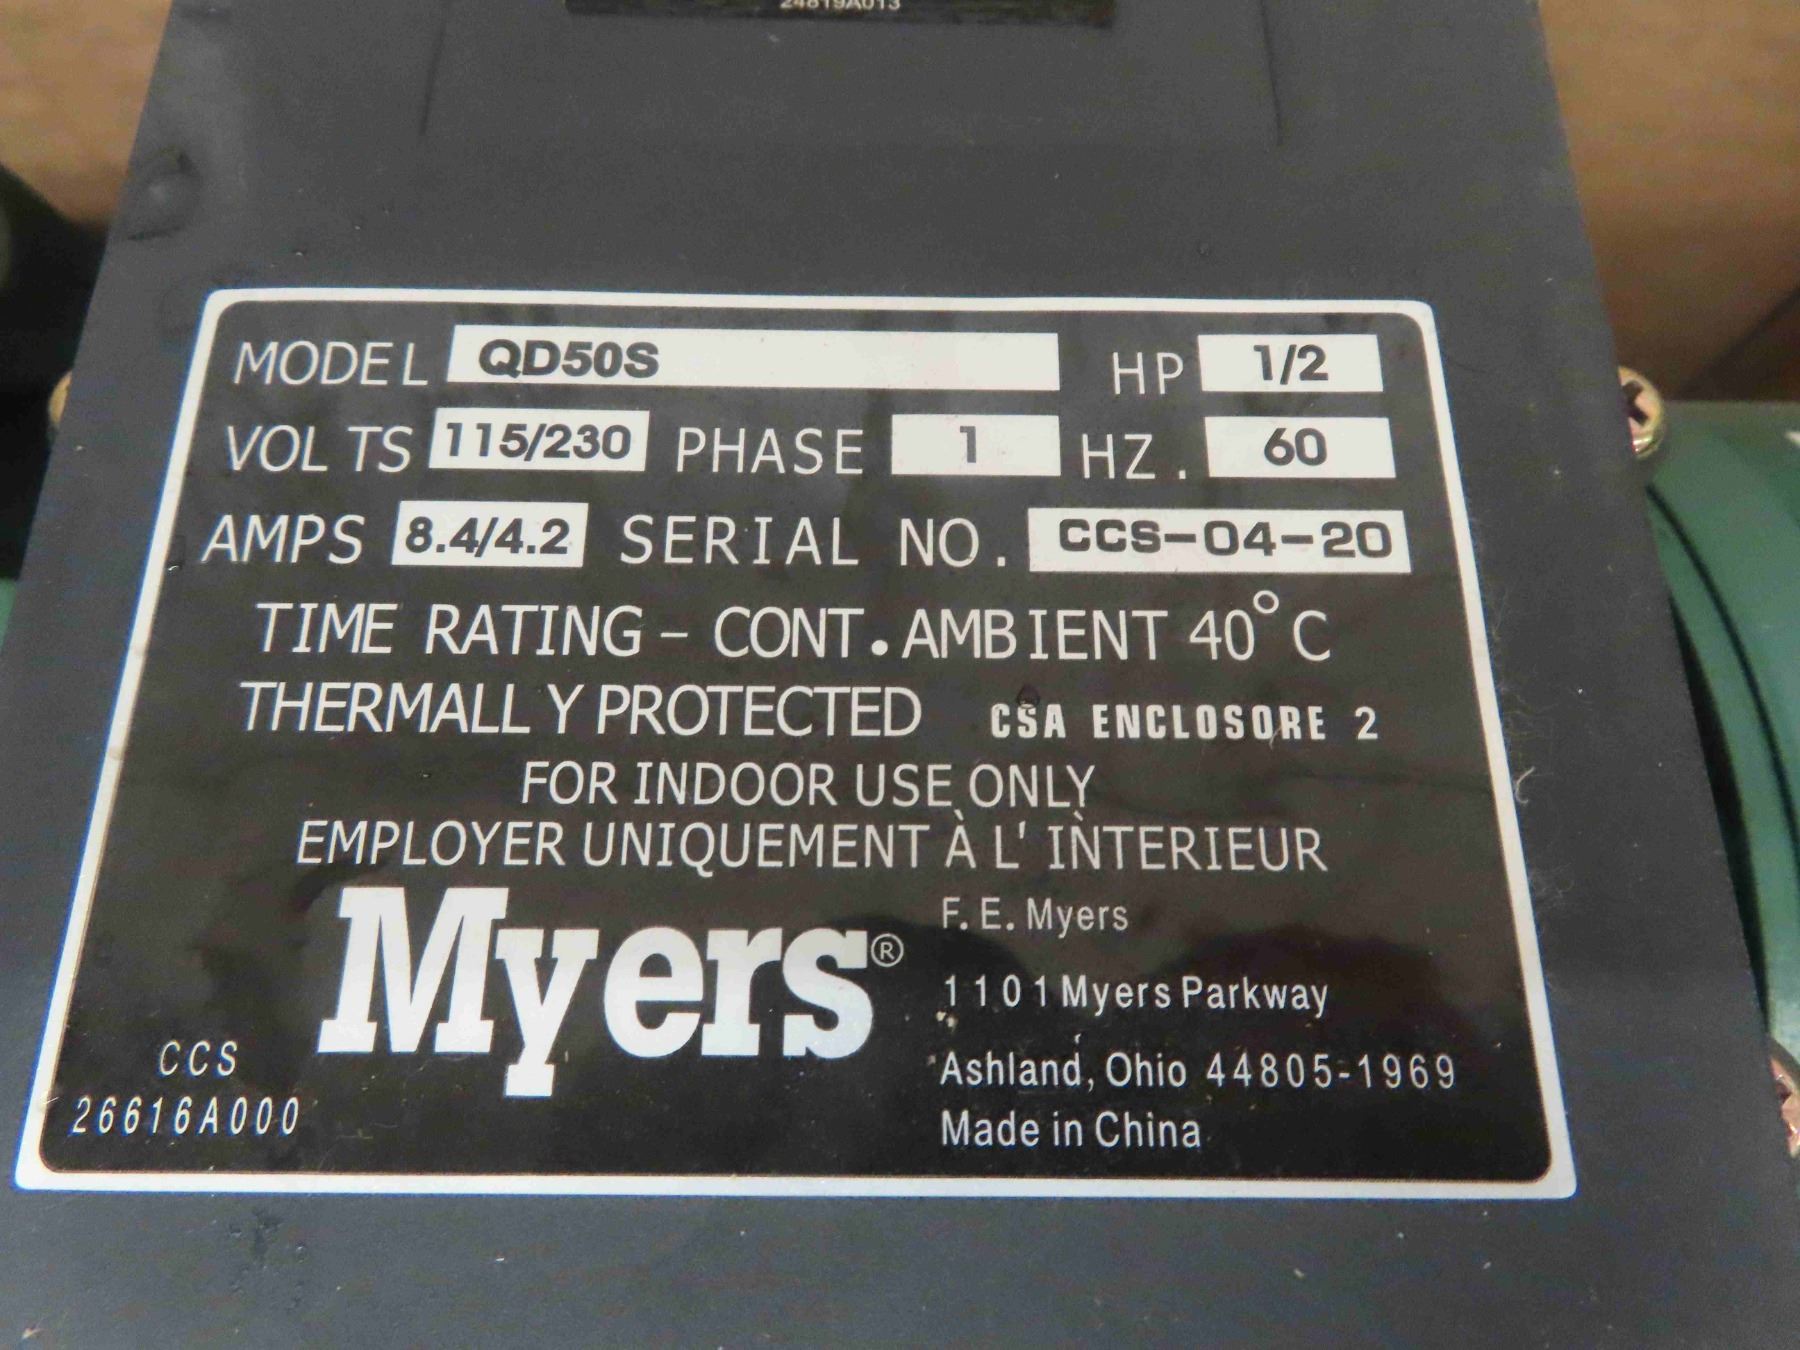 24819A013
MODEL QD50S HP 1/2
VOLTS 115/230 PHASE 1 HZ. 60
AMPS 8.4/4.2 SERIAL NO. CCS-04-20
TIME RATING - CONT. AMBIENT 40°C
THERMALLY PROTECTED CSA ENCLOSORE 2
FOR INDOOR USE ONLY
EMPLOYER UNIQUEMENT À L' INTERIEUR
Myers®
F. E. Myers
1101 Myers Parkway
Ashland, Ohio 44805-1969
Made in China
CCS
26616A000